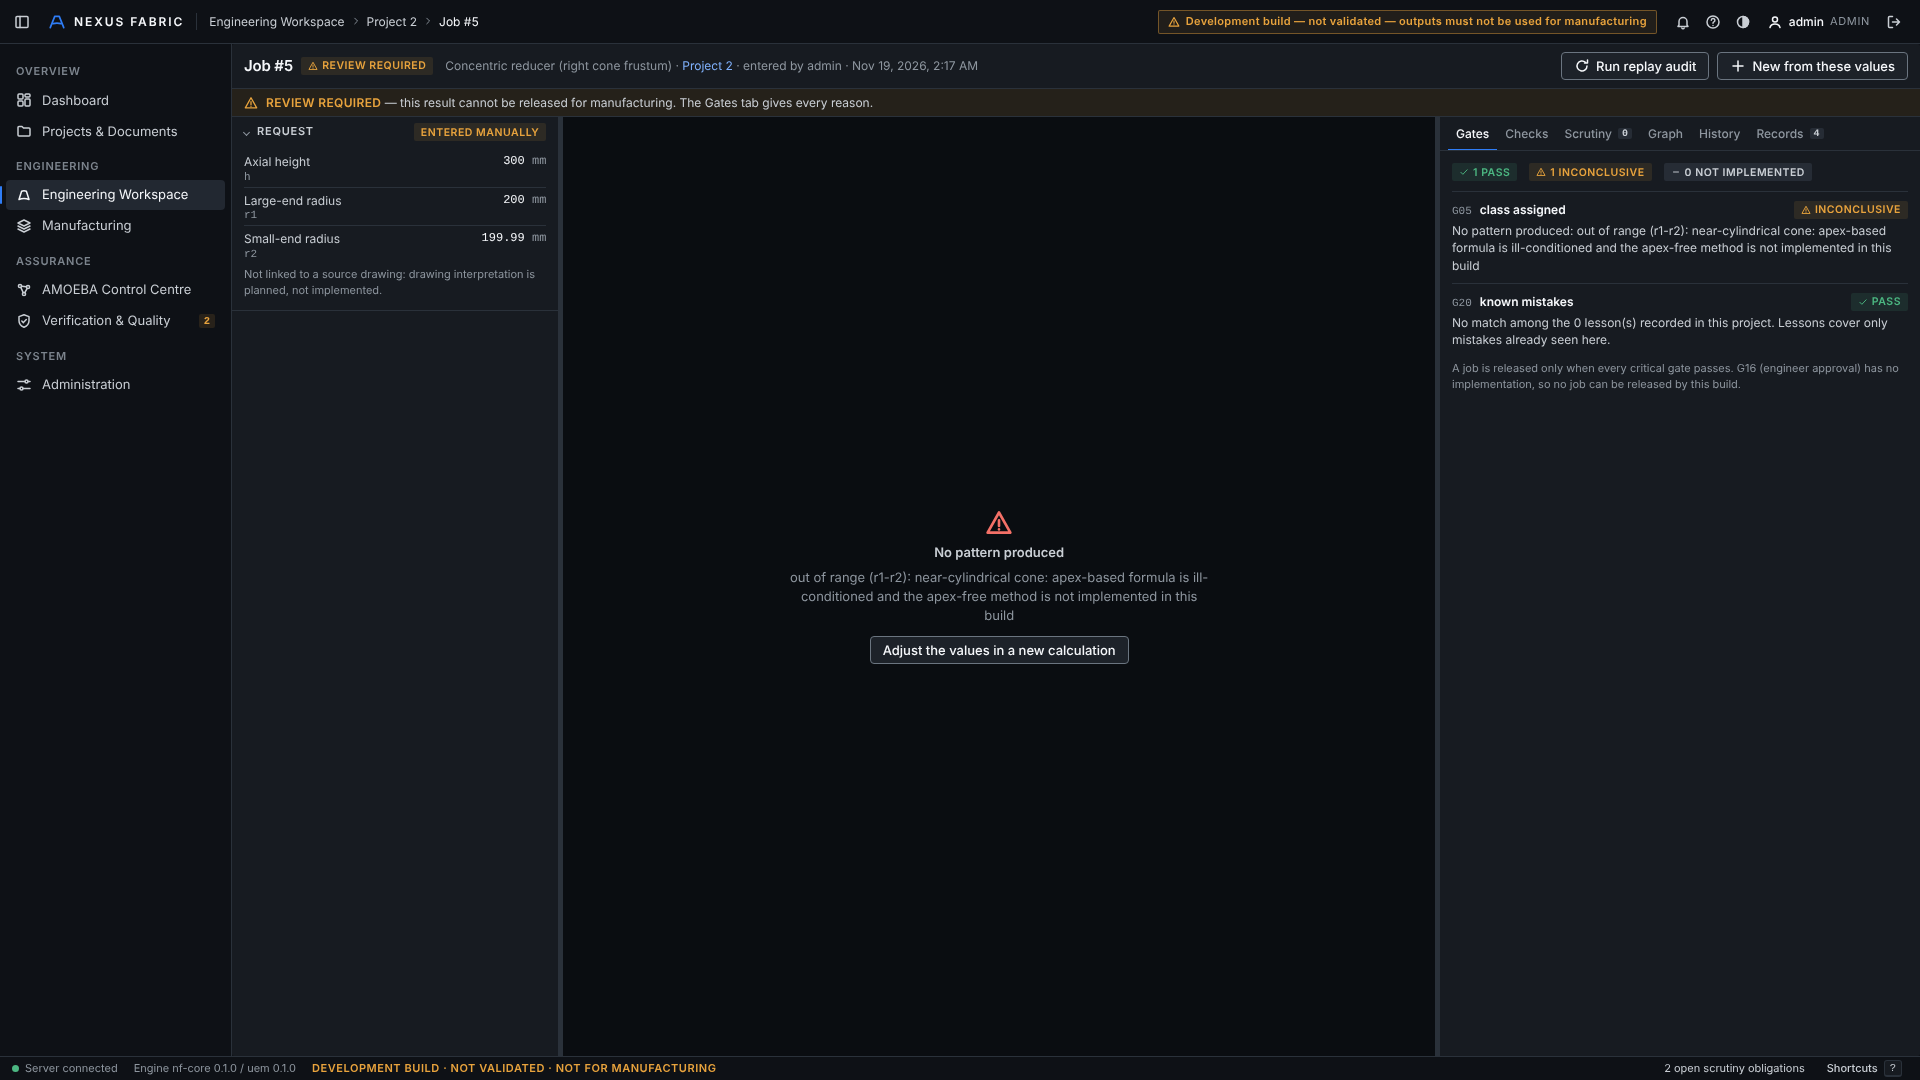 NEXUS FABRIC
Engineering Workspace > Project 2 > Job #5
Development build — not validated — outputs must not be used for manufacturing
admin ADMIN
OVERVIEW
Dashboard
Projects & Documents
ENGINEERING
Engineering Workspace
Manufacturing
ASSURANCE
AMOEBA Control Centre
Verification & Quality 2
SYSTEM
Administration
Job #5 REVIEW REQUIRED Concentric reducer (right cone frustum) · Project 2 · entered by admin · Nov 19, 2026, 2:17 AM
Run replay audit
New from these values
REVIEW REQUIRED — this result cannot be released for manufacturing. The Gates tab gives every reason.
REQUEST ENTERED MANUALLY
Axial height 300 mm
h
Large-end radius 200 mm
r1
Small-end radius 199.99 mm
r2
Not linked to a source drawing: drawing interpretation is
planned, not implemented.
No pattern produced
out of range (r1-r2): near-cylindrical cone: apex-based formula is ill-
conditioned and the apex-free method is not implemented in this
build
Adjust the values in a new calculation
Gates Checks Scrutiny 0 Graph History Records 4
1 PASS 1 INCONCLUSIVE 0 NOT IMPLEMENTED
G05 class assigned INCONCLUSIVE
No pattern produced: out of range (r1-r2): near-cylindrical cone: apex-based
formula is ill-conditioned and the apex-free method is not implemented in this
build
G20 known mistakes PASS
No match among the 0 lesson(s) recorded in this project. Lessons cover only
mistakes already seen here.
A job is released only when every critical gate passes. G16 (engineer approval) has no
implementation, so no job can be released by this build.
Server connected Engine nf-core 0.1.0 / uem 0.1.0 DEVELOPMENT BUILD · NOT VALIDATED · NOT FOR MANUFACTURING
2 open scrutiny obligations Shortcuts ?